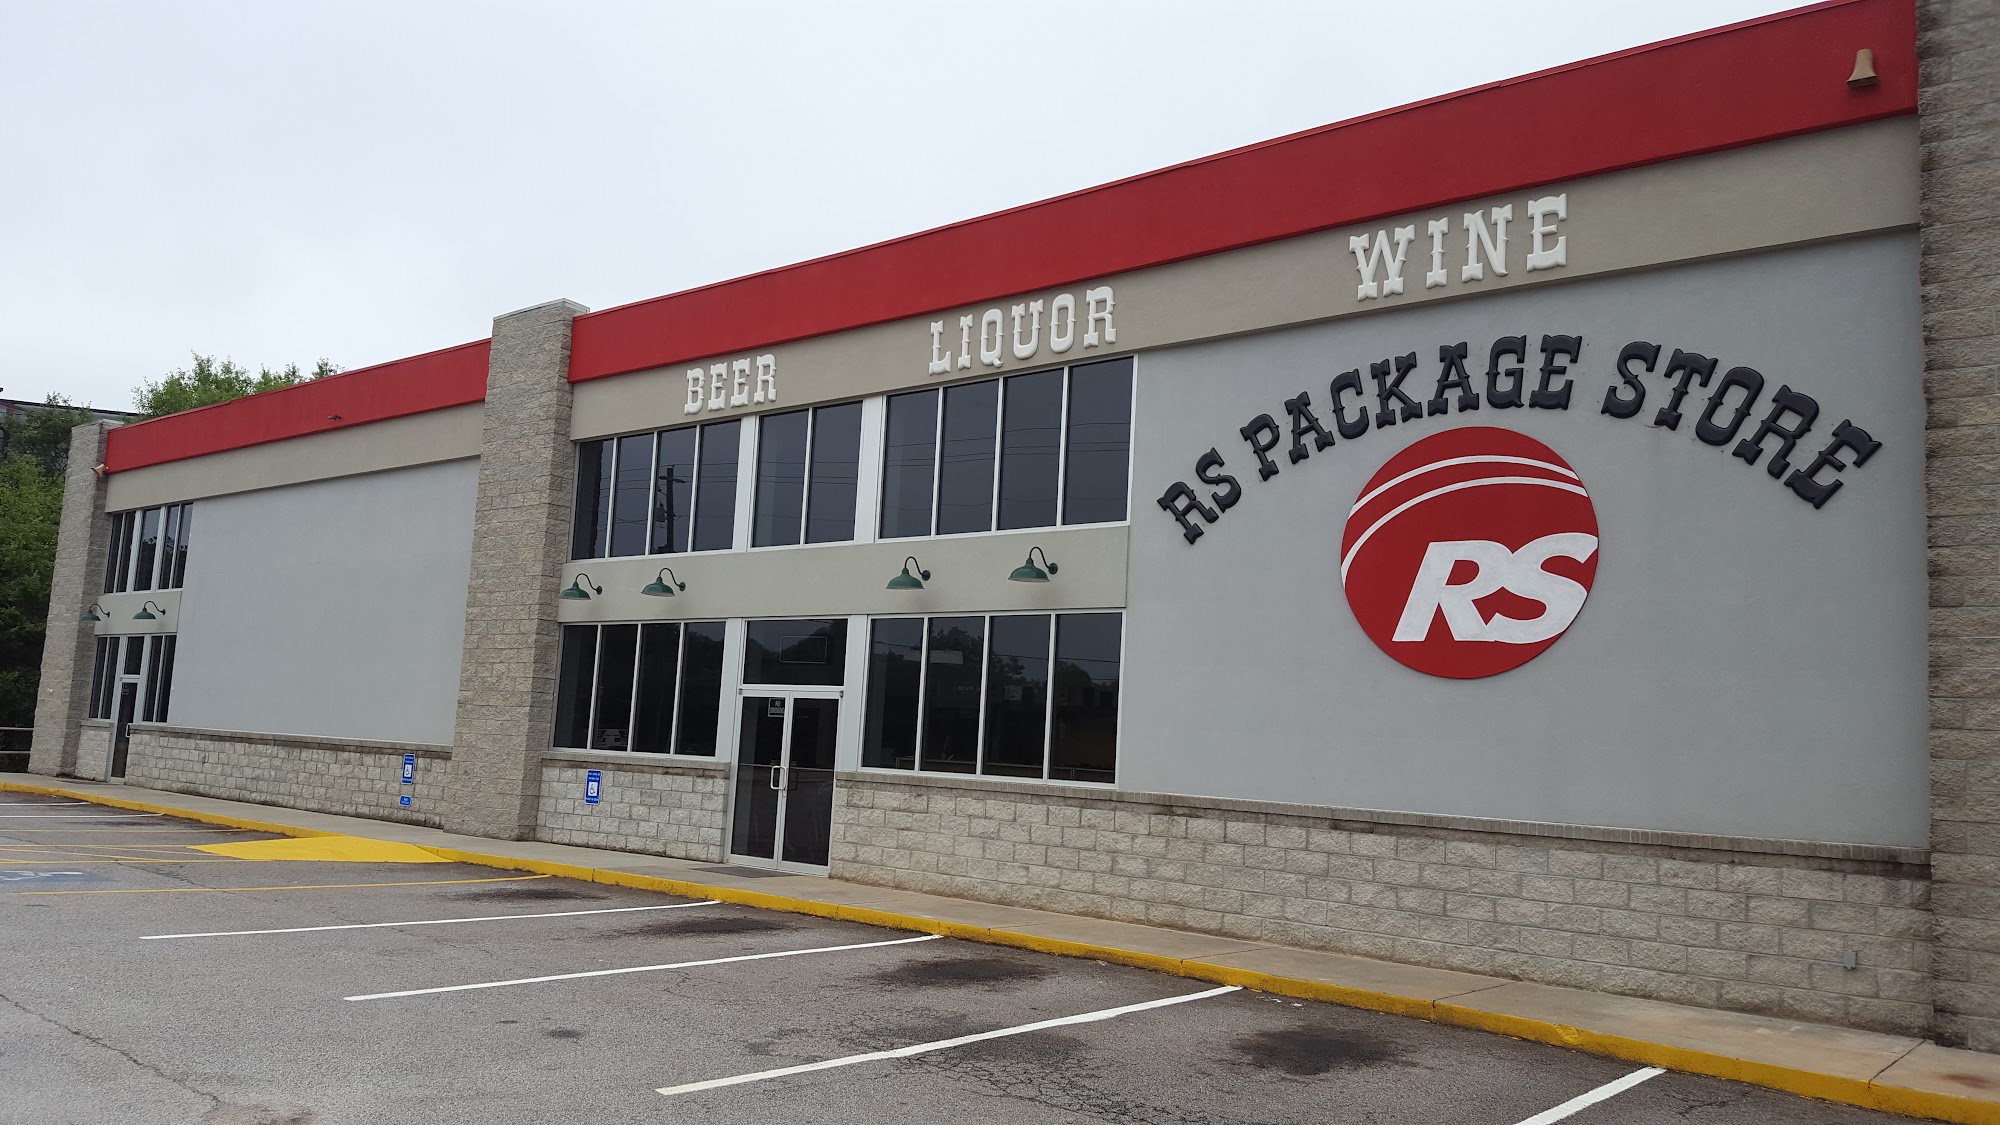 BEER LIQUOR WINE
RS PACKAGE STORE
RS